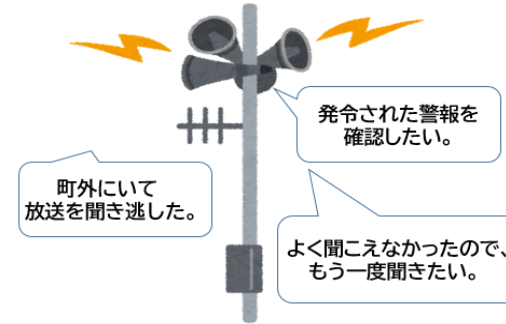 発令された警報を
確認したい。
町外にいて
放送を聞き逃した。
よく聞こえなかったので、
もう一度聞きたい。